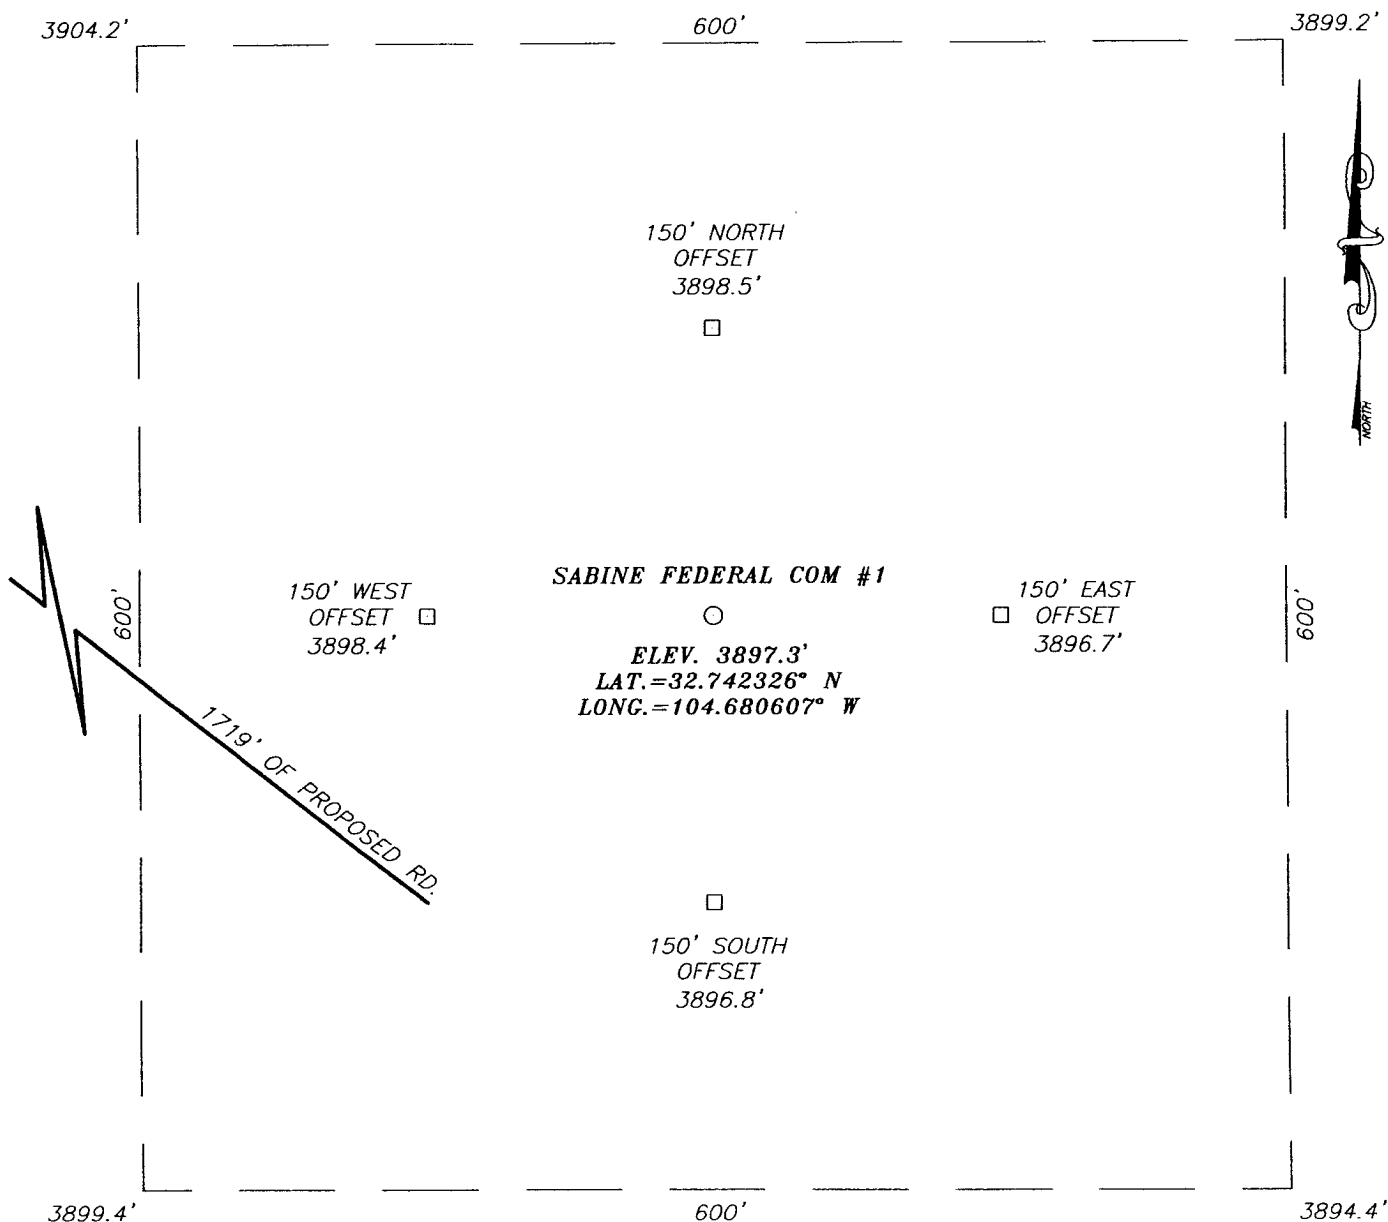 3904.2'
600'
3899.2'
150' NORTH
OFFSET
3898.5'
NORTH
SABINE FEDERAL COM #1
150' WEST
OFFSET
3898.4'
150' EAST
OFFSET
3896.7'
600'
600'
ELEV. 3897.3'
LAT.=32.742326° N
LONG.=104.680607° W
1719' OF PROPOSED RD.
150' SOUTH
OFFSET
3896.8'
3899.4'
600'
3894.4'